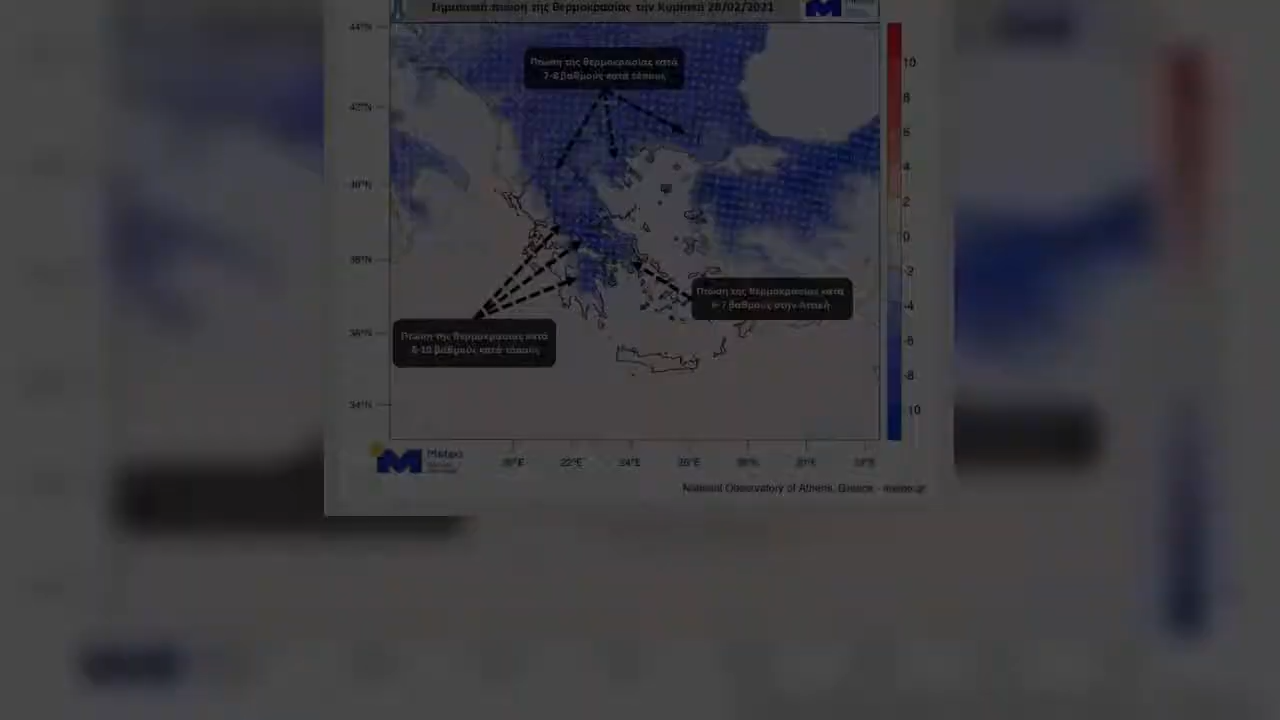 Σημαντική πτώση της θερμοκρασίας την Κυριακή 28/02/2021
44°N
10
Πτώση της θερμοκρασίας κατά
7-8 βαθμούς κατά τόπους
8
42°N
6
4
40°N
2
0
38°N
-2
Πτώση της θερμοκρασίας κατά
6-7 βαθμούς στην Αττική
-4
36°N
Πτώση της θερμοκρασίας κατά
8-10 βαθμούς κατά τόπους
-6
-8
34°N
-10
Meteo
20°E 22°E 24°E 26°E 28°E 30°E 32°E
National Observatory of Athens, Greece - meteo.gr